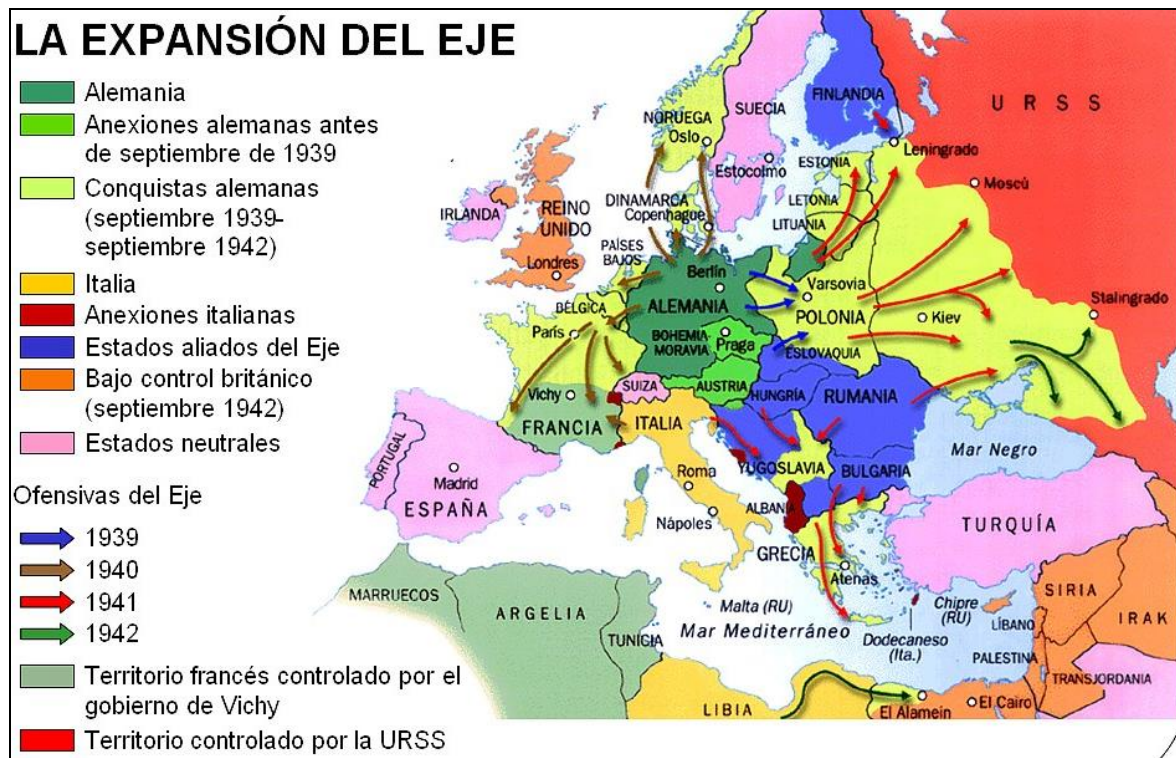 LA EXPANSIÓN DEL EJE
Alemania
Anexiones alemanas antes
de septiembre de 1939
Conquistas alemanas
(septiembre 1939-
septiembre 1942)
Italia
Anexiones italianas
Estados aliados del Eje
Bajo control británico
(septiembre 1942)
Estados neutrales
Ofensivas del Eje
1939
1940
1941
1942
Territorio francés controlado por el
gobierno de Vichy
Territorio controlado por la URSS
FINLANDIA
URSS
SUECIA
NORUEGA
Oslo
Estocolmo
ESTONIA
Leningrado
Moscú
LETONIA
LITUANIA
DINAMARCA
Copenhague
IRLANDA
REINO
UNIDO
Londres
PAÍSES
BAJOS
Berlín
ALEMANIA
Varsovia
POLONIA
Kiev
Stalingrado
BÉLGICA
París
BOHEMIA
MORAVIA
Praga
ESLOVAQUIA
Vichy
SUIZA
AUSTRIA
HUNGRÍA
RUMANIA
FRANCIA
ITALIA
Mar Negro
PORTUGAL
Madrid
ESPAÑA
Roma
Nápoles
YUGOSLAVIA
BULGARIA
ALBANIA
TURQUÍA
GRECIA
Atenas
MARRUECOS
ARGELIA
TUNICIA
Malta (RU)
Mar Mediterráneo
Dodecaneso
(Ita.)
Chipre
(RU)
SIRIA
LÍBANO
IRAK
PALESTINA
TRANSJORDANIA
LIBIA
El Alamein
El Cairo